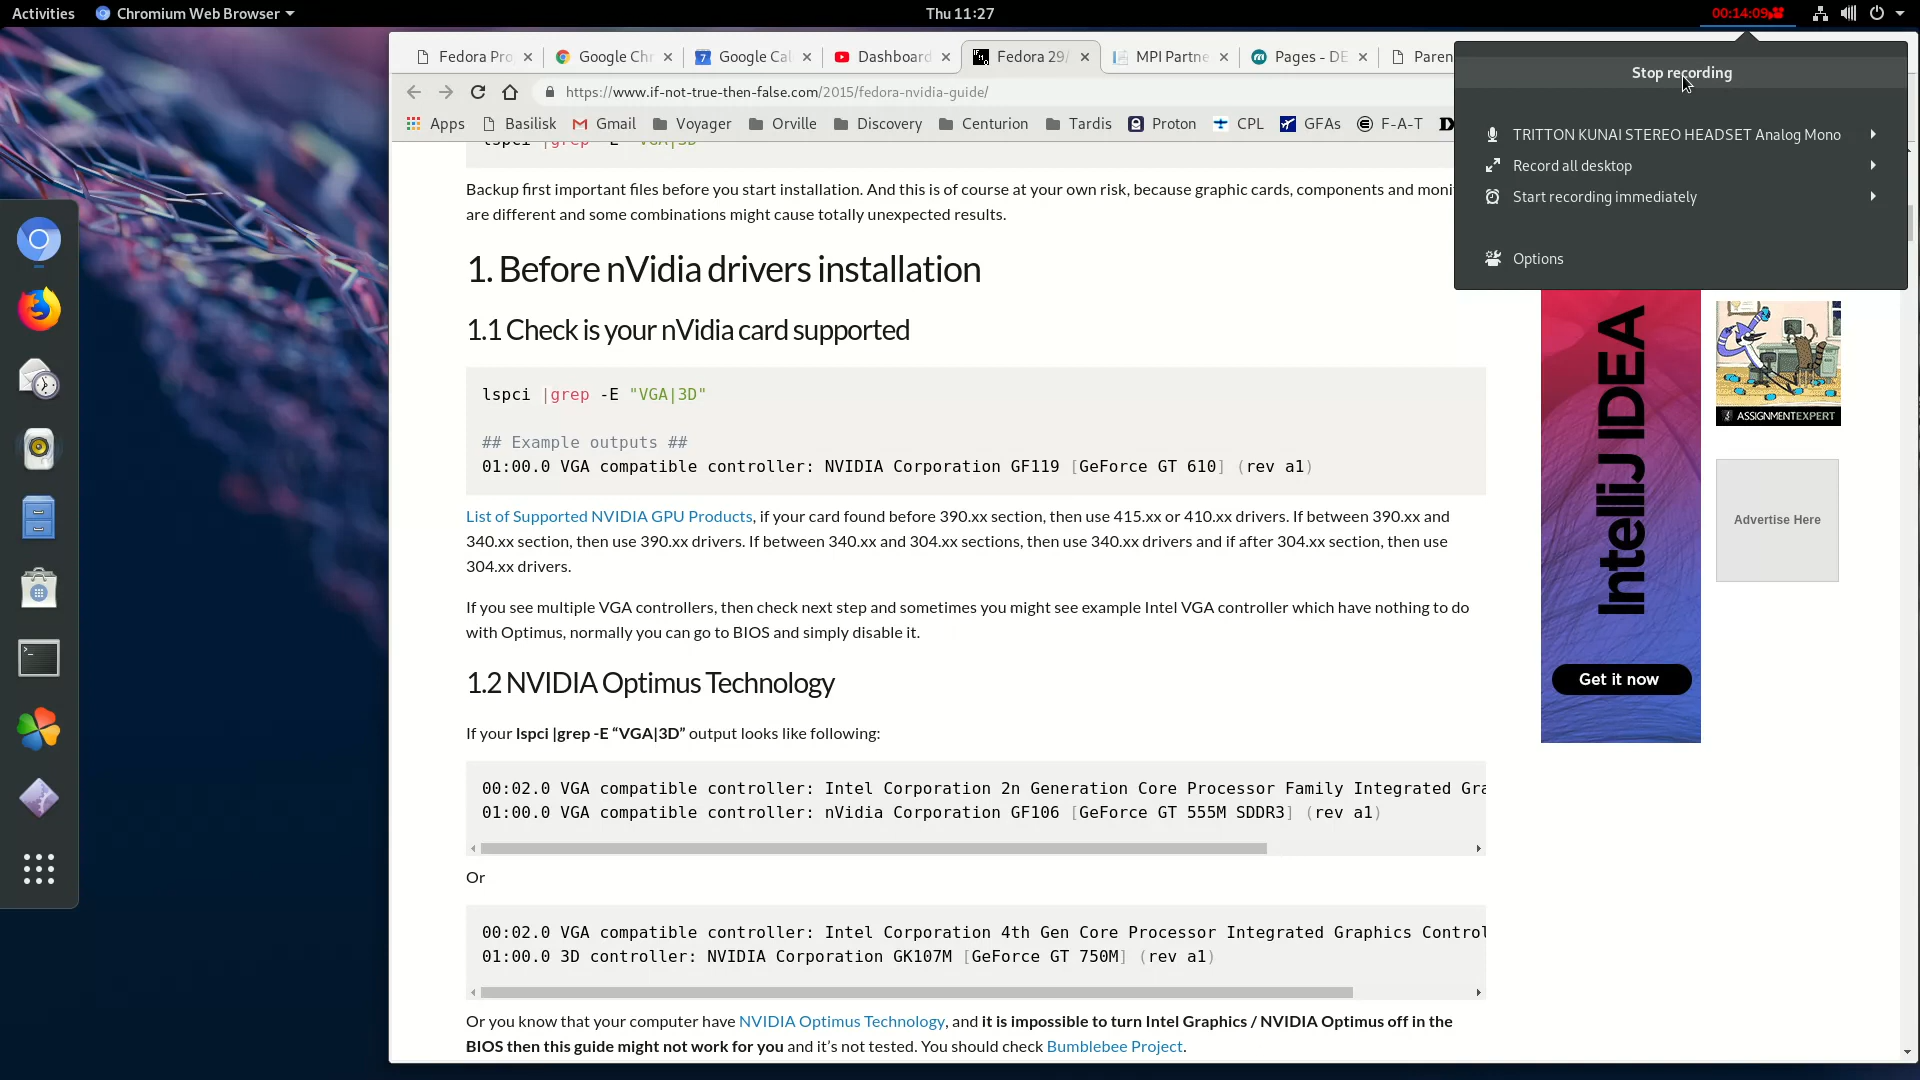 Activities
Chromium Web Browser
Thu 11:27
00:14:09
Fedora Pro
Google Chr
Google Cal
Dashboard
Fedora 29/
MPI Partne
Pages - DE
Paren
https://www.if-not-true-then-false.com/2015/fedora-nvidia-guide/
Apps
Basilisk
Gmail
Voyager
Orville
Discovery
Centurion
Tardis
Proton
CPL
GFAs
F-A-T
Stop recording
TRITTON KUNAI STEREO HEADSET Analog Mono
Record all desktop
Start recording immediately
Options
lspci |grep -E "VGA|3D"
Backup first important files before you start installation. And this is of course at your own risk, because graphic cards, components and moni
are different and some combinations might cause totally unexpected results.
1. Before nVidia drivers installation
1.1 Check is your nVidia card supported
lspci |grep -E "VGA|3D"
## Example outputs ##
01:00.0 VGA compatible controller: NVIDIA Corporation GF119 [GeForce GT 610] (rev a1)
List of Supported NVIDIA GPU Products, if your card found before 390.xx section, then use 415.xx or 410.xx drivers. If between 390.xx and
340.xx section, then use 390.xx drivers. If between 340.xx and 304.xx sections, then use 340.xx drivers and if after 304.xx section, then use
304.xx drivers.
If you see multiple VGA controllers, then check next step and sometimes you might see example Intel VGA controller which have nothing to do
with Optimus, normally you can go to BIOS and simply disable it.
1.2 NVIDIA Optimus Technology
If your lspci |grep -E “VGA|3D” output looks like following:
00:02.0 VGA compatible controller: Intel Corporation 2n Generation Core Processor Family Integrated Gra
01:00.0 VGA compatible controller: nVidia Corporation GF106 [GeForce GT 555M SDDR3] (rev a1)
Or
00:02.0 VGA compatible controller: Intel Corporation 4th Gen Core Processor Integrated Graphics Control
01:00.0 3D controller: NVIDIA Corporation GK107M [GeForce GT 750M] (rev a1)
Or you know that your computer have NVIDIA Optimus Technology, and it is impossible to turn Intel Graphics / NVIDIA Optimus off in the
BIOS then this guide might not work for you and it’s not tested. You should check Bumblebee Project.
IntelliJ IDEA
Get it now
ASSIGNMENTEXPERT
Advertise Here